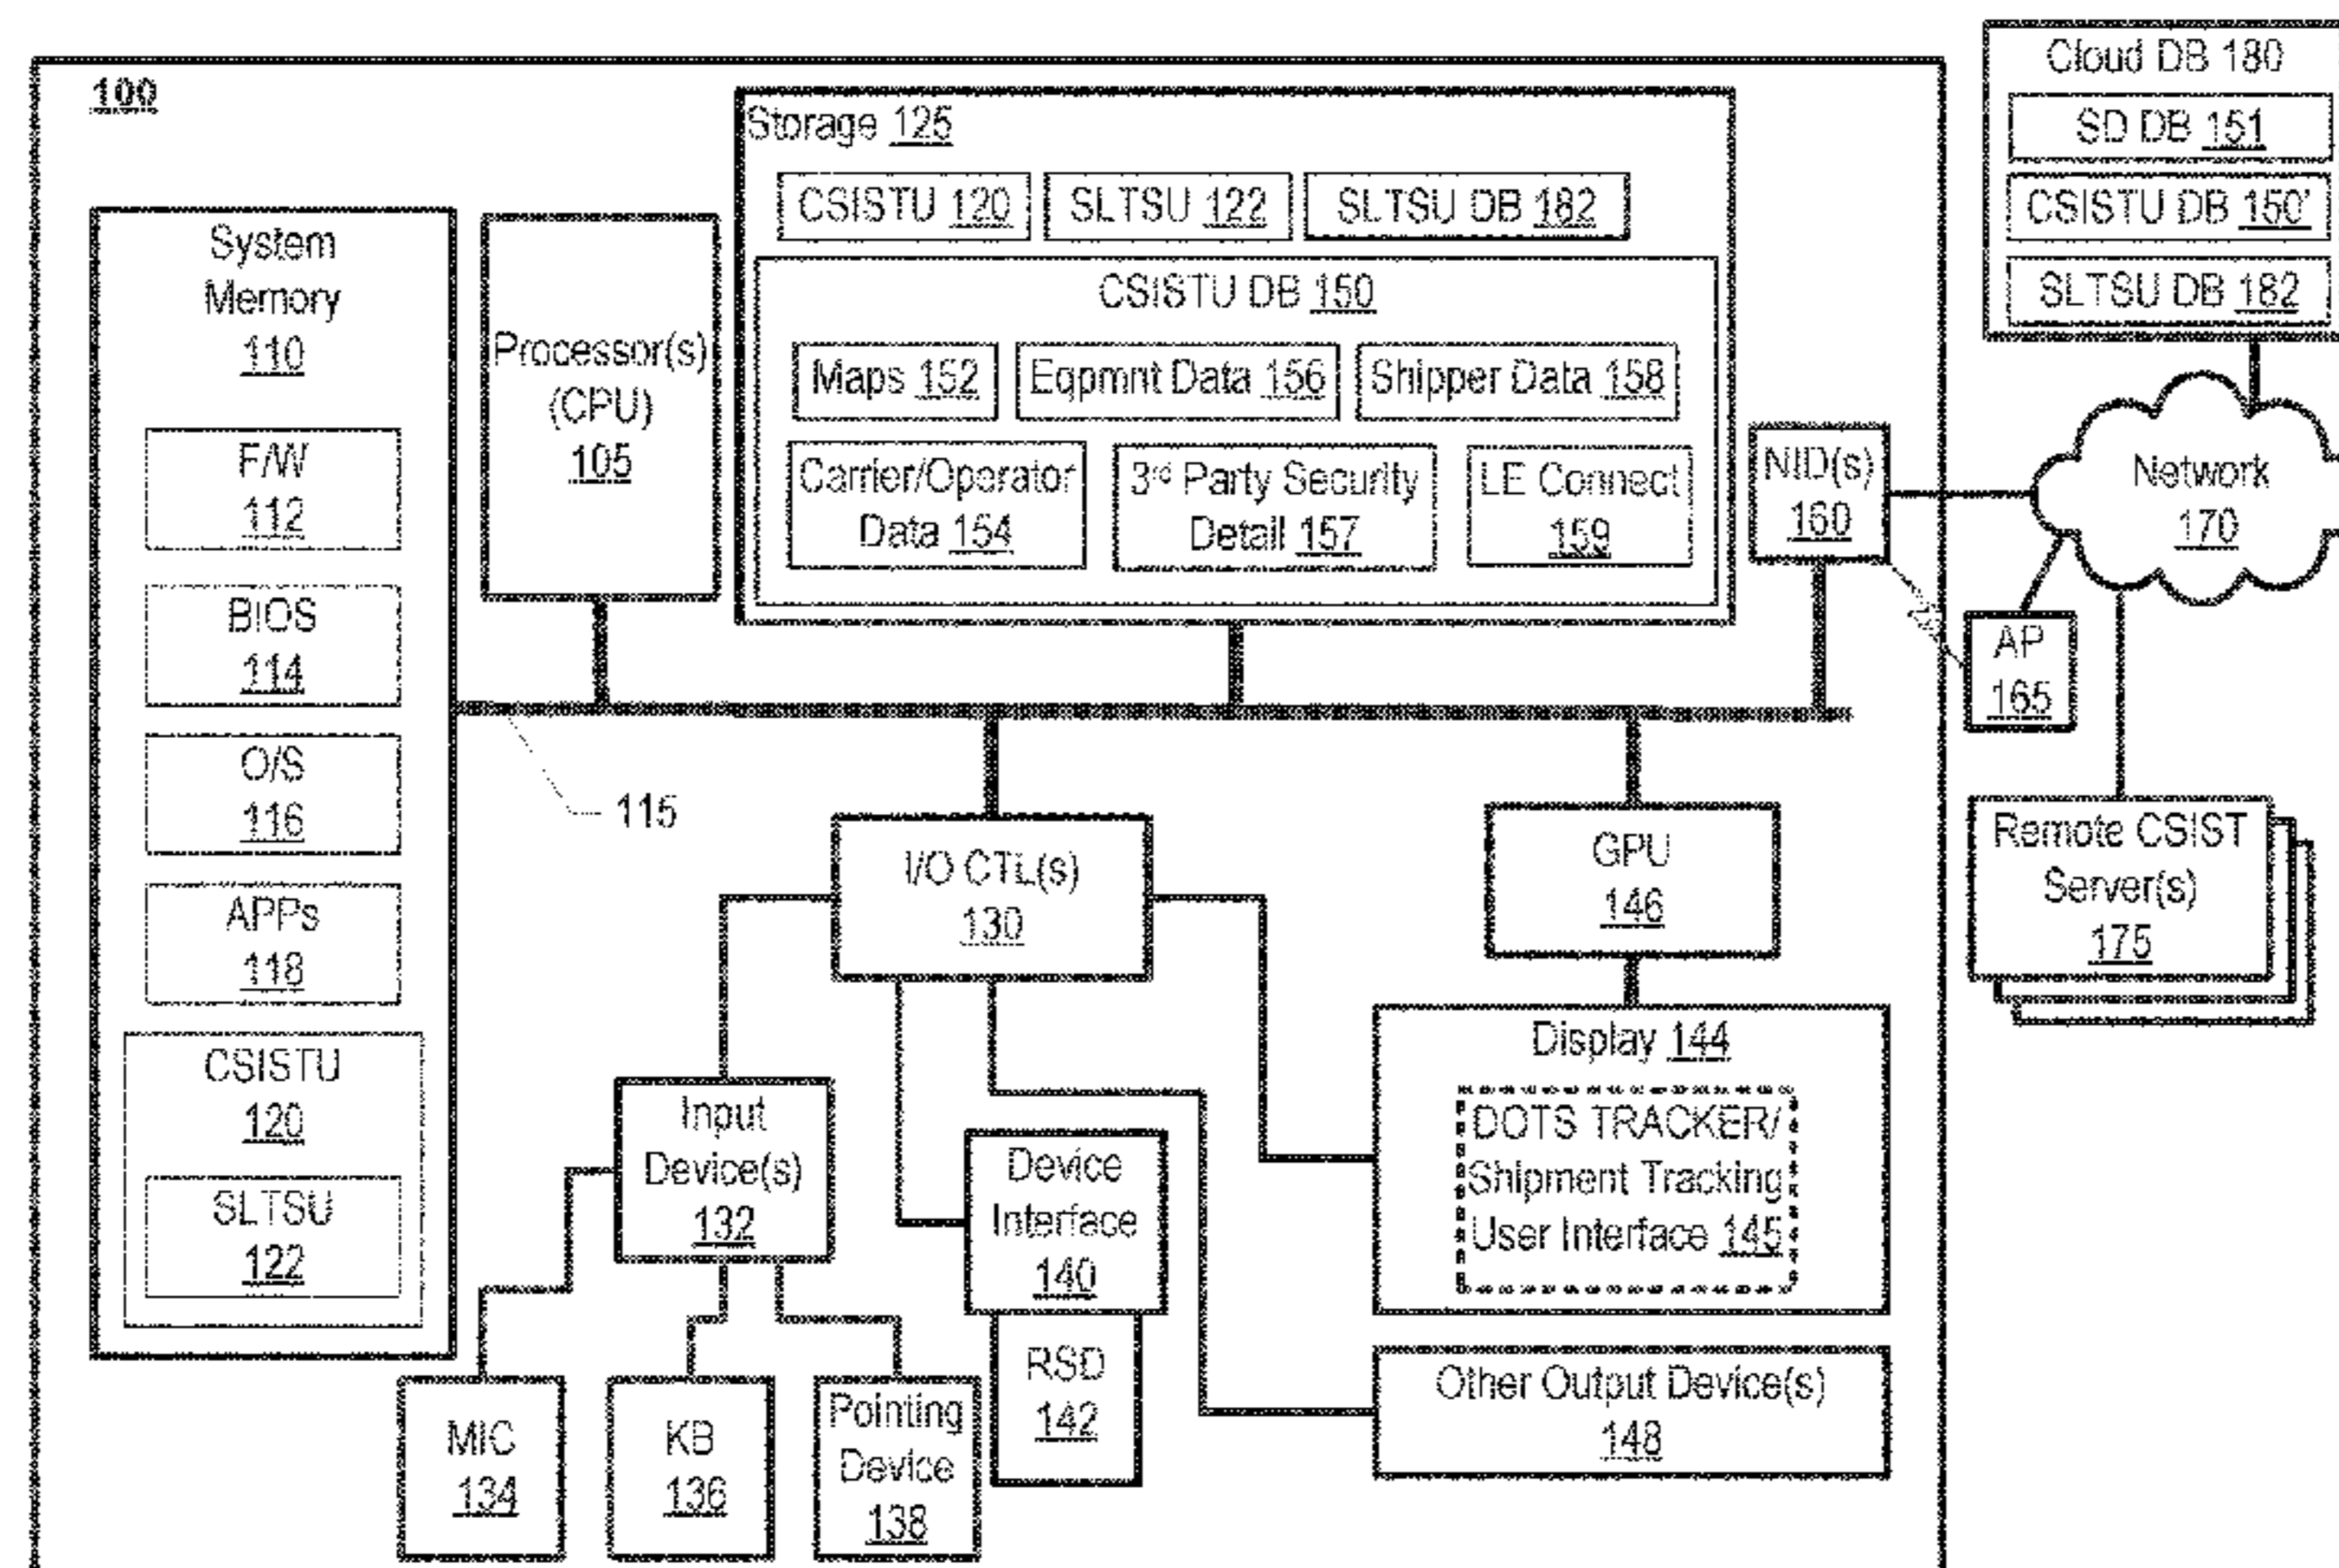 100
System
Memory
110
F/W
112
BIOS
114
O/S
116
APPs
118
CSISTU
120
SLTSU
122
Processor(s)
(CPU)
105
Storage 125
CSISTU 120
SLTSU 122
SLTSU DB 182
CSISTU DB 150
Maps 152
Eqpmnt Data 156
Shipper Data 158
Carrier/Operator
Data 154
3rd Party Security
Detail 157
LE Connect
159
NID(s)
160
Cloud DB 180
SD DB 151
CSISTU DB 150'
SLTSU DB 182
Network
170
AP
165
Remote CSIST
Server(s)
175
115
I/O CTL(s)
130
GPU
146
Input
Device(s)
132
Device
Interface
140
RSD
142
Display 144
DOTS TRACKER/
Shipment Tracking
User Interface 145
Other Output Device(s)
148
MIC
134
KB
136
Pointing
Device
138